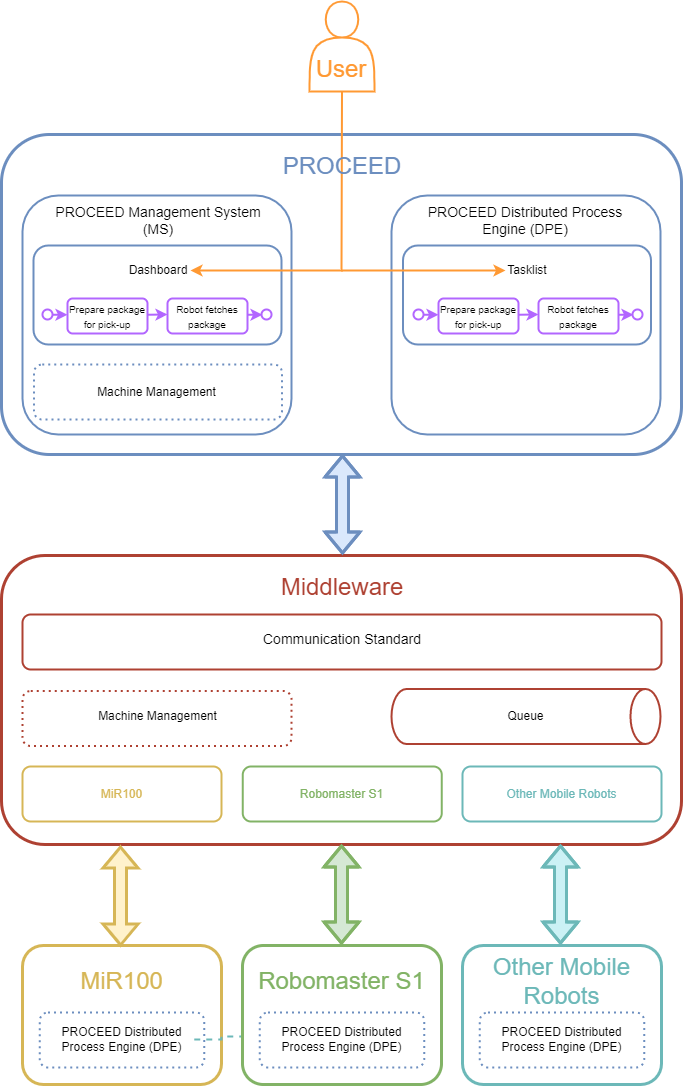 User
PROCEED
PROCEED Management System
(MS)
PROCEED Distributed Process
Engine (DPE)
Dashboard
Tasklist
Prepare package
for pick-up
Robot fetches
package
Prepare package
for pick-up
Robot fetches
package
Machine Management
Middleware
Communication Standard
Machine Management
Queue
MiR100
Robomaster S1
Other Mobile Robots
MiR100
Robomaster S1
Other Mobile
Robots
PROCEED Distributed
Process Engine (DPE)
PROCEED Distributed
Process Engine (DPE)
PROCEED Distributed
Process Engine (DPE)